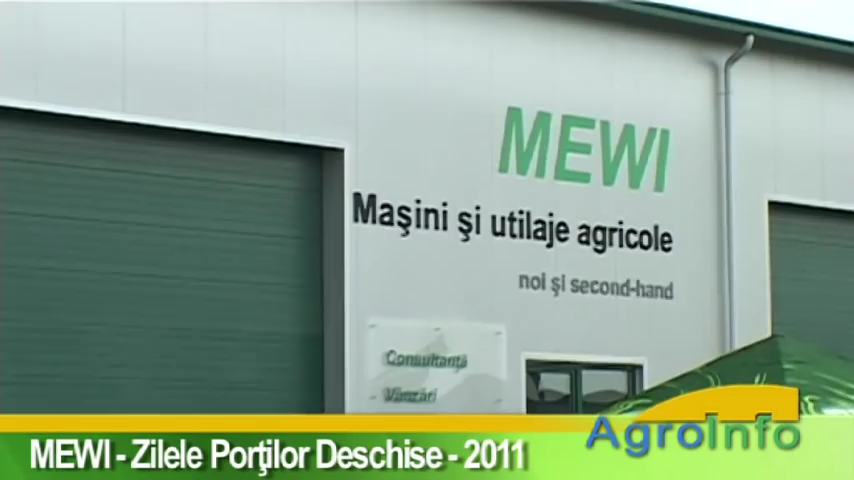 MEWI
Maşini şi utilaje agricole
noi şi second-hand
Consultanţă
Vânzări
AgroInfo
MEWI - Zilele Porţilor Deschise - 2011